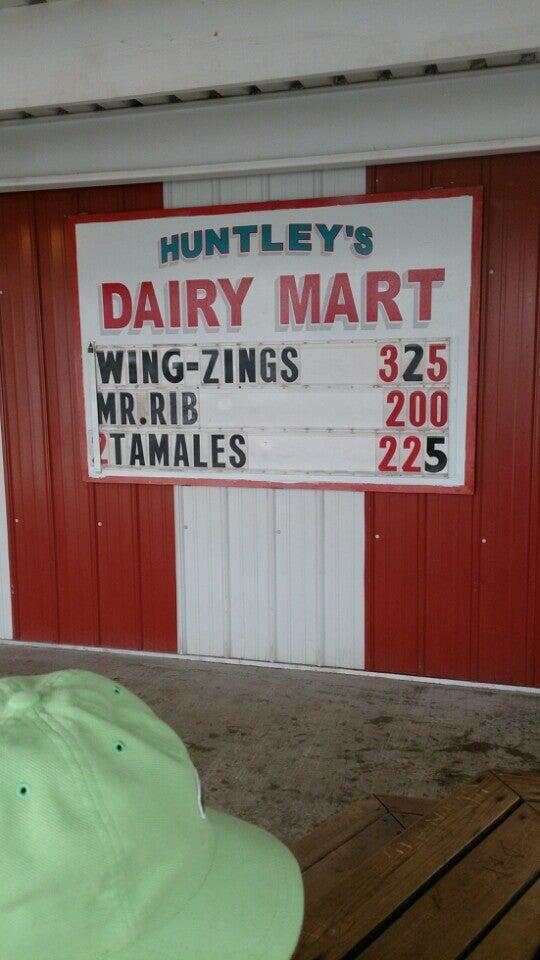 HUNTLEY'S
DAIRY MART
WING-ZINGS 325
MR.RIB 200
2TAMALES 225